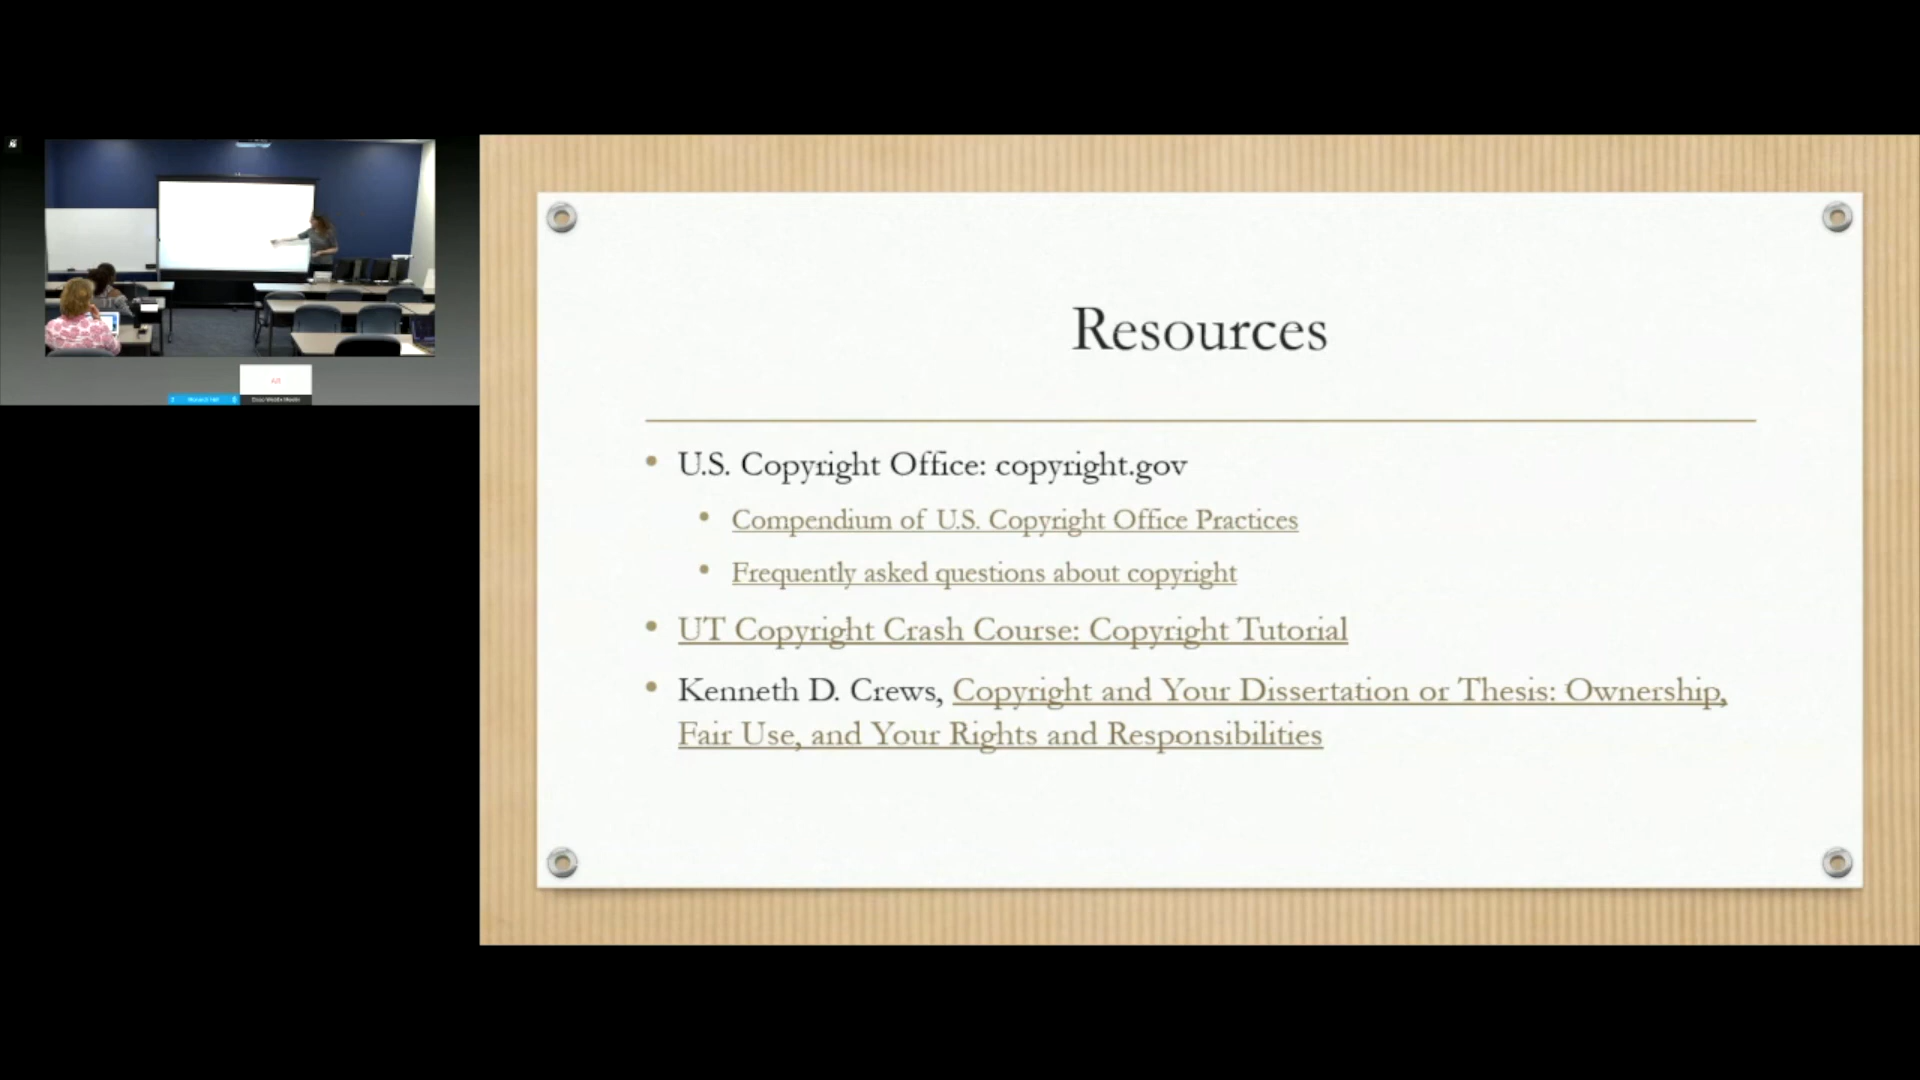 Resources
• U.S. Copyright Office: copyright.gov
• Compendium of U.S. Copyright Office Practices
• Frequently asked questions about copyright
• UT Copyright Crash Course: Copyright Tutorial
• Kenneth D. Crews, Copyright and Your Dissertation or Thesis: Ownership,
Fair Use, and Your Rights and Responsibilities